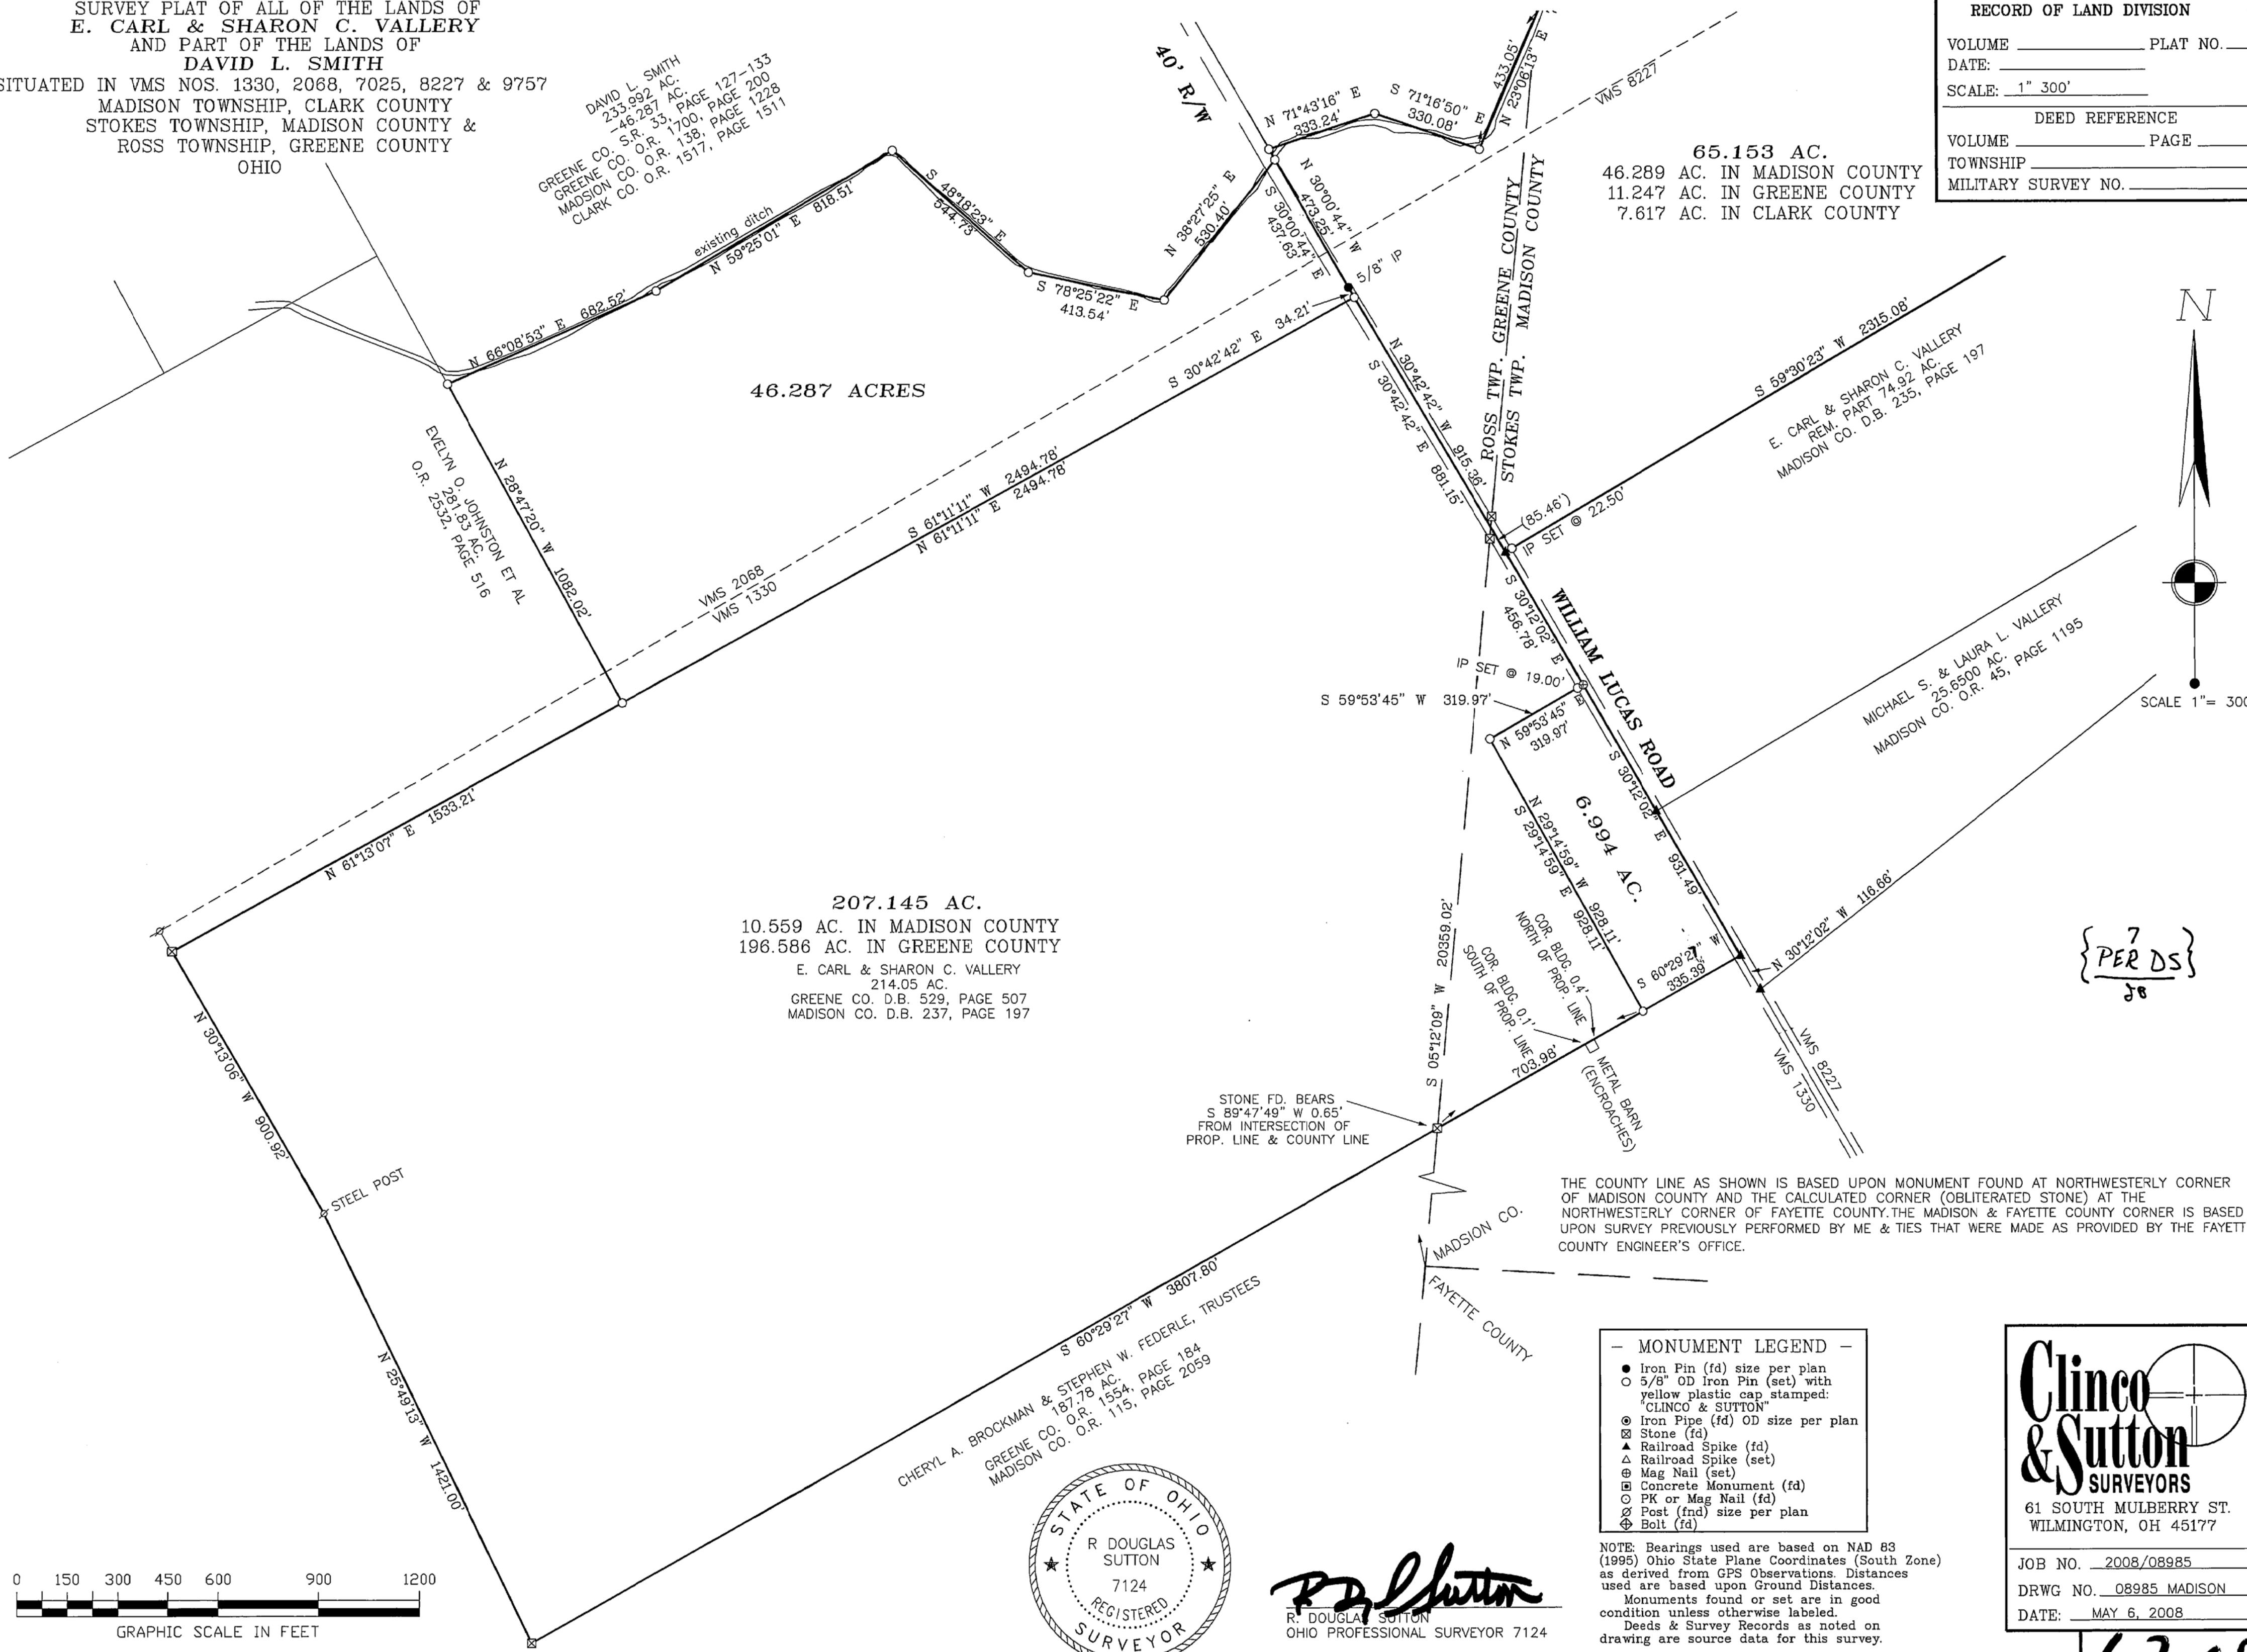 SURVEY PLAT OF ALL OF THE LANDS OF
E. CARL & SHARON C. VALLERY
AND PART OF THE LANDS OF
DAVID L. SMITH
SITUATED IN VMS NOS. 1330, 2068, 7025, 8227 & 9757
MADISON TOWNSHIP, CLARK COUNTY
STOKES TOWNSHIP, MADISON COUNTY &
ROSS TOWNSHIP, GREENE COUNTY
OHIO
DAVID L. SMITH
233.992 AC.
-46.287 AC.
GREENE CO. S.R. 33, PAGE 127-133
GREENE CO. O.R. 1700, PAGE 200
MADSION CO. O.R. 138, PAGE 1228
CLARK CO. O.R. 1517, PAGE 1511
40' R/W
N 71°43'16" E
333.24'
S 71°16'50" E
330.08'
433.05'
N 23°06'13" E
VMS 8227
RECORD OF LAND DIVISION
VOLUME PLAT NO.
DATE:
SCALE: 1" 300'
DEED REFERENCE
VOLUME PAGE
TOWNSHIP
MILITARY SURVEY NO.
65.153 AC.
46.289 AC. IN MADISON COUNTY
11.247 AC. IN GREENE COUNTY
7.617 AC. IN CLARK COUNTY
existing ditch
N 66°08'53" E 682.52'
N 59°25'01" E 818.51'
S 48°18'23" E
544.73'
S 78°25'22" E
413.54'
N 38°27'25" E
530.40'
N 30°00'44" W
473.25'
S 30°00'44" E
437.63'
5/8" IP
ROSS TWP. GREENE COUNTY
STOKES TWP. MADISON COUNTY
46.287 ACRES
S 30°42'42" E 34.21'
N 30°42'42" W 915.36'
S 30°42'42" E 881.15'
S 59°30'23" W 2315.08'
E. CARL & SHARON C. VALLERY
REM. PART 74.92 AC.
MADISON CO. D.B. 235, PAGE 197
N
EVELYN O. JOHNSTON ET AL
281.83 AC.
O.R. 2532, PAGE 516
N 28°47'20" W 1082.02'
S 61°11'11" W 2494.78'
N 61°11'11" E 2494.78'
VMS 2068
VMS 1330
(85.46')
IP SET @ 22.50'
S 30°12'02" E
456.78'
WILLIAM LUCAS ROAD
IP SET @ 19.00'
S 59°53'45" W 319.97'
N 59°53'45"
319.97'
MICHAEL S. & LAURA L. VALLERY
25.6500 AC.
MADISON CO. O.R. 45, PAGE 1195
SCALE 1"= 300
N 61°13'07" E 1533.21'
S 30°12'02" E 931.49'
6.994 AC.
N 29°14'59" W 928.11'
S 29°14'59" E 928.11'
N 30°12'02" W 116.66'
207.145 AC.
10.559 AC. IN MADISON COUNTY
196.586 AC. IN GREENE COUNTY
E. CARL & SHARON C. VALLERY
214.05 AC.
GREENE CO. D.B. 529, PAGE 507
MADISON CO. D.B. 237, PAGE 197
COR. BLDG. 0.4'
NORTH OF PROP. LINE
COR. BLDG. 0.1'
SOUTH OF PROP. LINE
S 60°29'27" W
335.39'
7
PER DS
S 05°12'09" W 20359.02'
703.98'
METAL BARN
(ENCROACHES)
VMS 8227
VMS 1330
STONE FD. BEARS
S 89°47'49" W 0.65'
FROM INTERSECTION OF
PROP. LINE & COUNTY LINE
N 30°13'06" W 900.92'
STEEL POST
THE COUNTY LINE AS SHOWN IS BASED UPON MONUMENT FOUND AT NORTHWESTERLY CORNER
OF MADISON COUNTY AND THE CALCULATED CORNER (OBLITERATED STONE) AT THE
NORTHWESTERLY CORNER OF FAYETTE COUNTY.THE MADISON & FAYETTE COUNTY CORNER IS BASED
UPON SURVEY PREVIOUSLY PERFORMED BY ME & TIES THAT WERE MADE AS PROVIDED BY THE FAYETT
COUNTY ENGINEER'S OFFICE.
MADSION CO.
FAYETTE COUNTY
S 60°29'27" W 3807.80'
CHERYL A. BROCKMAN & STEPHEN W. FEDERLE, TRUSTEES
187.78 AC.
GREENE CO. O.R. 1554, PAGE 184
MADISON CO. O.R. 115, PAGE 2059
N 25°49'13" W 1421.00'
- MONUMENT LEGEND -
Iron Pin (fd) size per plan
5/8" OD Iron Pin (set) with
yellow plastic cap stamped:
"CLINCO & SUTTON"
Iron Pipe (fd) OD size per plan
Stone (fd)
Railroad Spike (fd)
Railroad Spike (set)
Mag Nail (set)
Concrete Monument (fd)
PK or Mag Nail (fd)
Post (fnd) size per plan
Bolt (fd)
NOTE: Bearings used are based on NAD 83
(1995) Ohio State Plane Coordinates (South Zone)
as derived from GPS Observations. Distances
used are based upon Ground Distances.
Monuments found or set are in good
condition unless otherwise labeled.
Deeds & Survey Records as noted on
drawing are source data for this survey.
Clinco
& Sutton
SURVEYORS
61 SOUTH MULBERRY ST.
WILMINGTON, OH 45177
JOB NO. 2008/08985
DRWG NO. 08985 MADISON
DATE: MAY 6, 2008
STATE OF OHIO
R DOUGLAS
SUTTON
7124
REGISTERED
SURVEYOR
R. DOUGLAS SUTTON
OHIO PROFESSIONAL SURVEYOR 7124
0 150 300 450 600 900 1200
GRAPHIC SCALE IN FEET